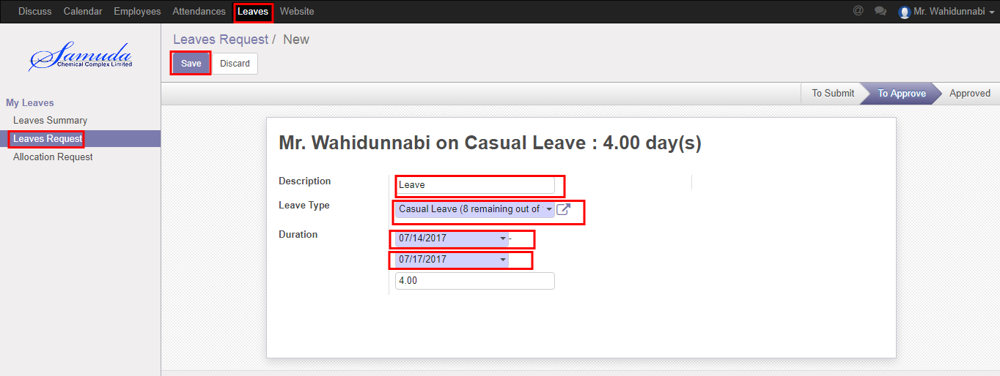 Discuss Calendar Employees Attendances Leaves Website @ Mr. Wahidunnabi
Samuda
Chemical Complex Limited
Leaves Request / New
Save Discard
To Submit To Approve Approved
My Leaves
Leaves Summary
Leaves Request
Allocation Request
Mr. Wahidunnabi on Casual Leave : 4.00 day(s)
Description Leave
Leave Type Casual Leave (8 remaining out of
Duration 07/14/2017 -
07/17/2017
4.00